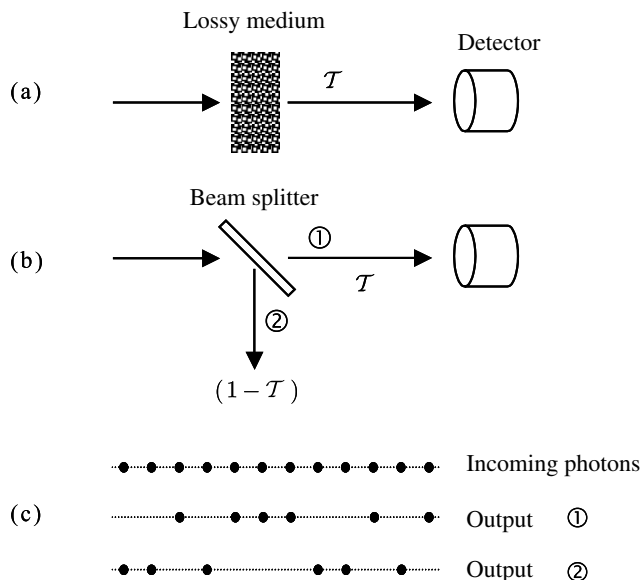 Lossy medium
Detector
(a)
𝒯
Beam splitter
(b)
①
𝒯
②
(1 − 𝒯)
Incoming photons
(c)
Output ①
Output ②